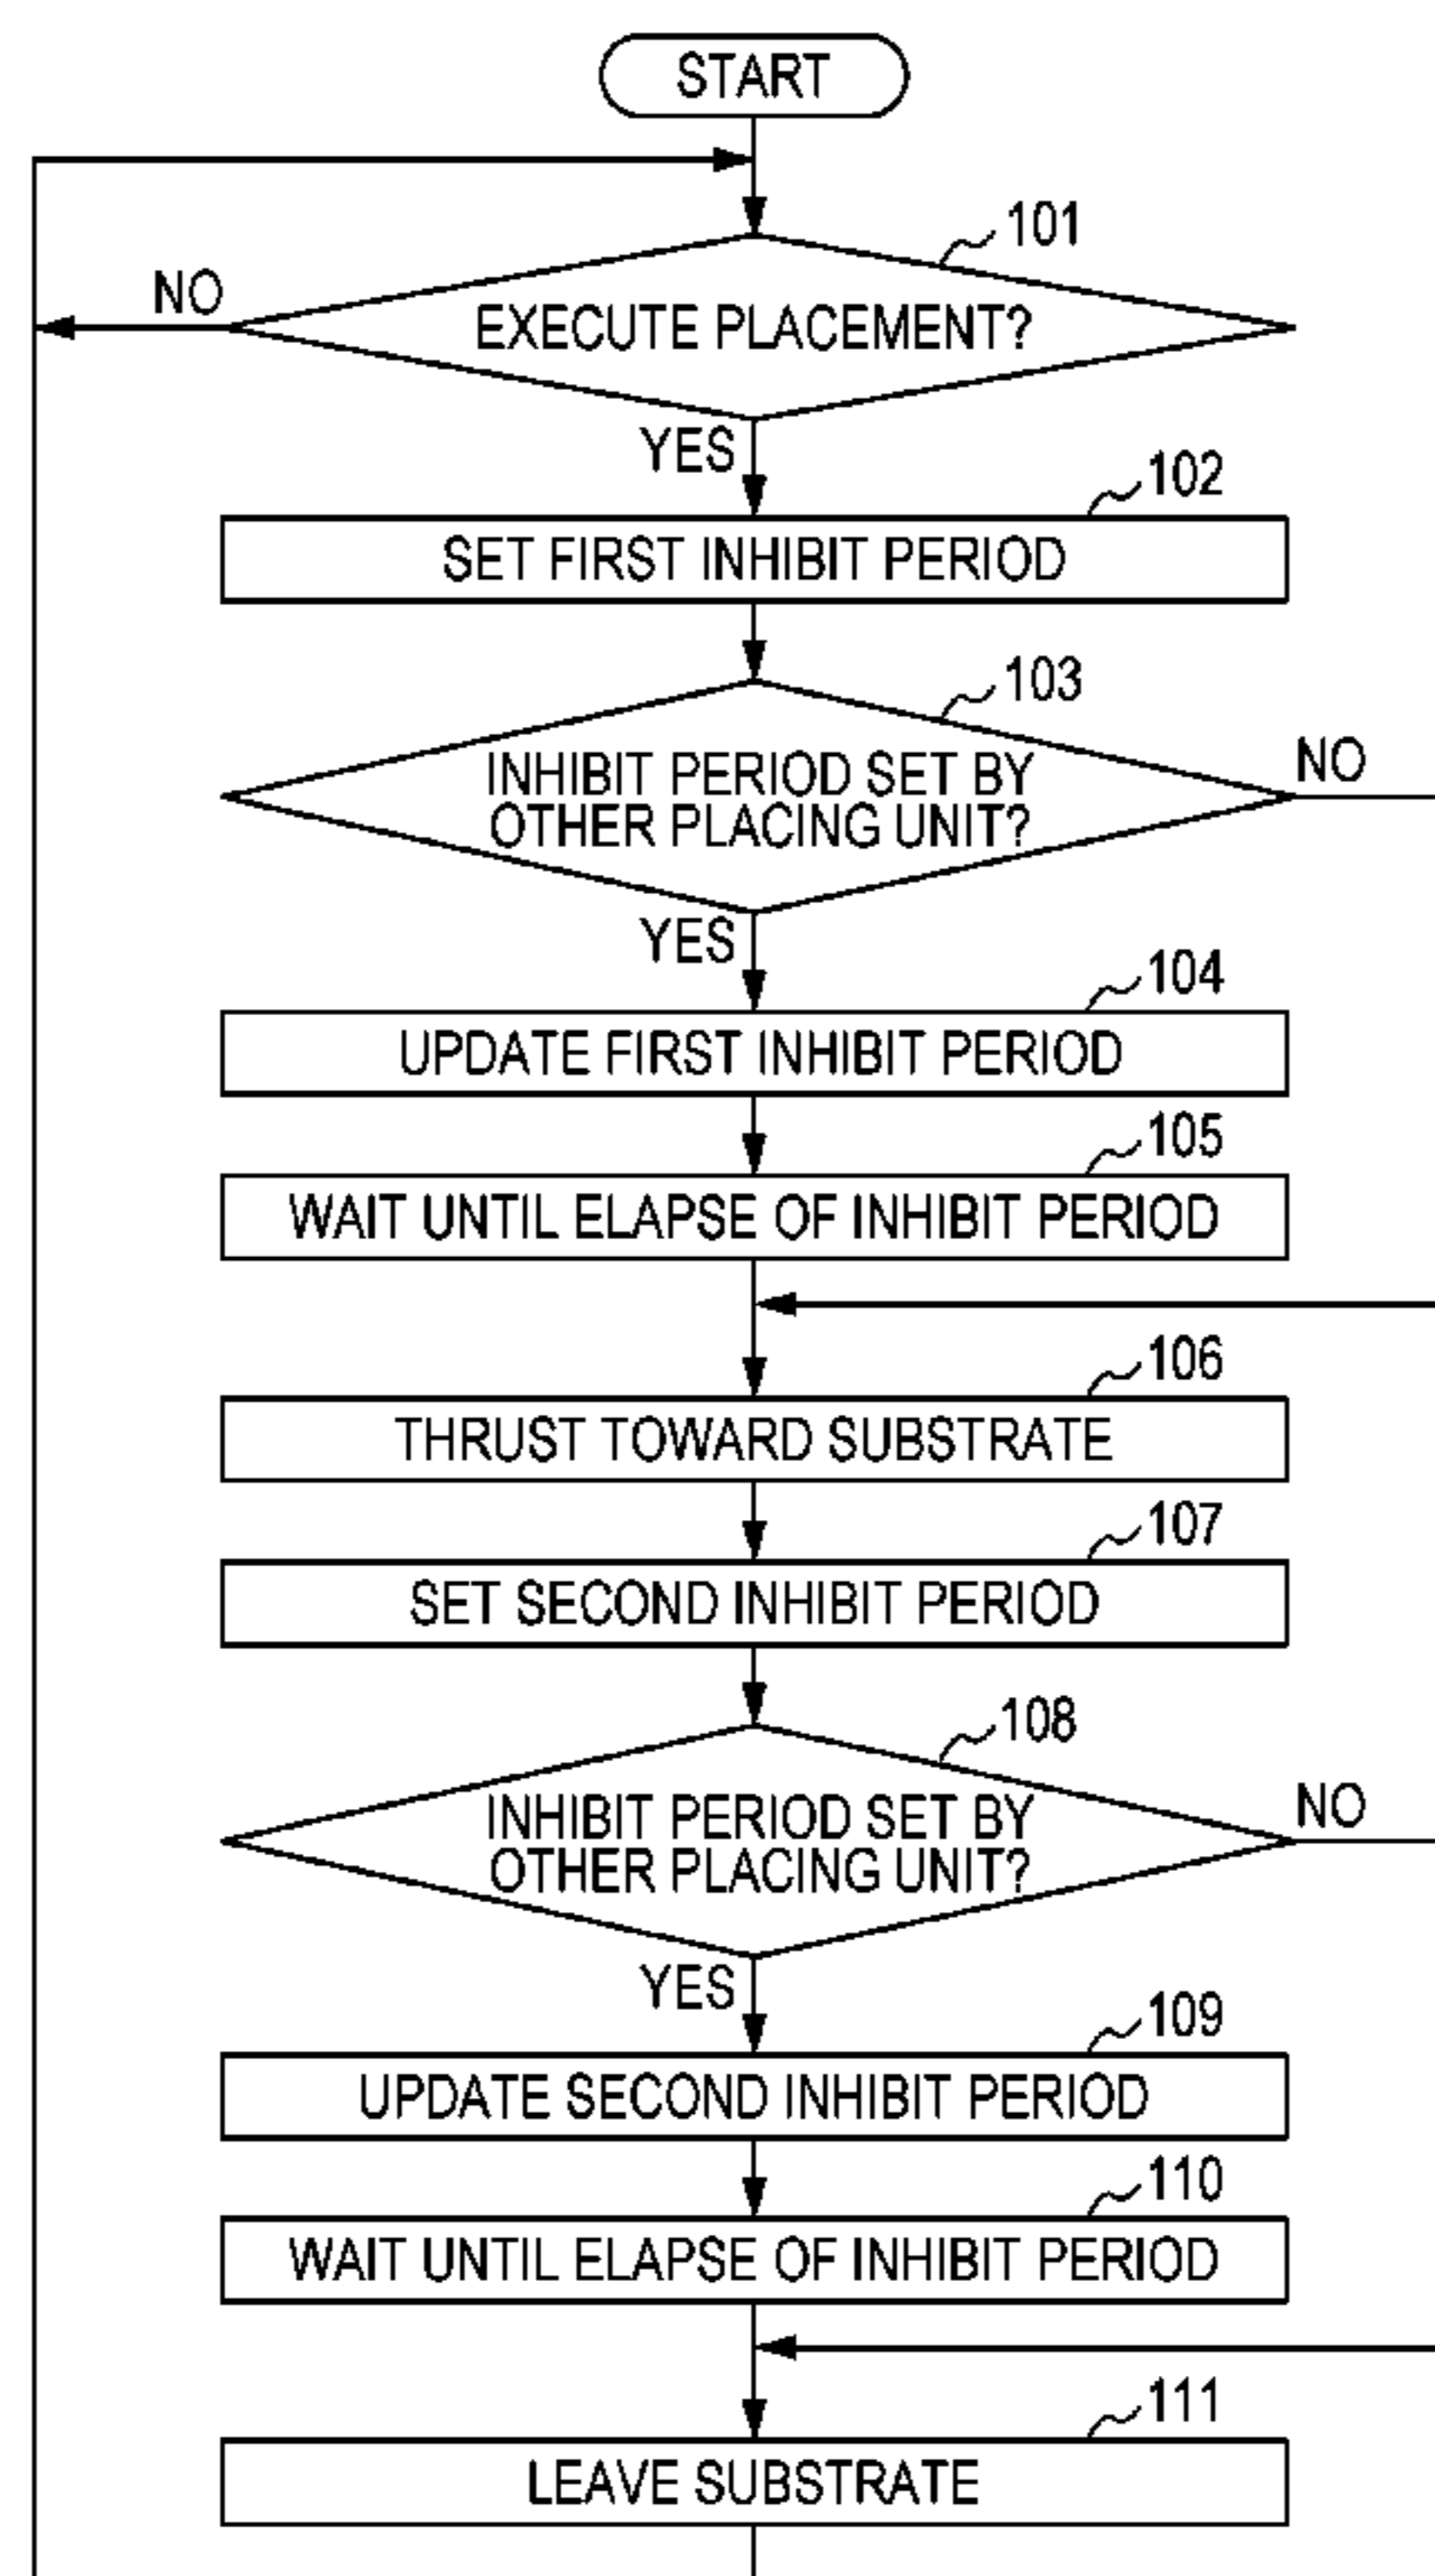 START
101
NO
EXECUTE PLACEMENT?
YES
102
SET FIRST INHIBIT PERIOD
103
INHIBIT PERIOD SET BY
OTHER PLACING UNIT?
NO
YES
104
UPDATE FIRST INHIBIT PERIOD
105
WAIT UNTIL ELAPSE OF INHIBIT PERIOD
106
THRUST TOWARD SUBSTRATE
107
SET SECOND INHIBIT PERIOD
108
INHIBIT PERIOD SET BY
OTHER PLACING UNIT?
NO
YES
109
UPDATE SECOND INHIBIT PERIOD
110
WAIT UNTIL ELAPSE OF INHIBIT PERIOD
111
LEAVE SUBSTRATE